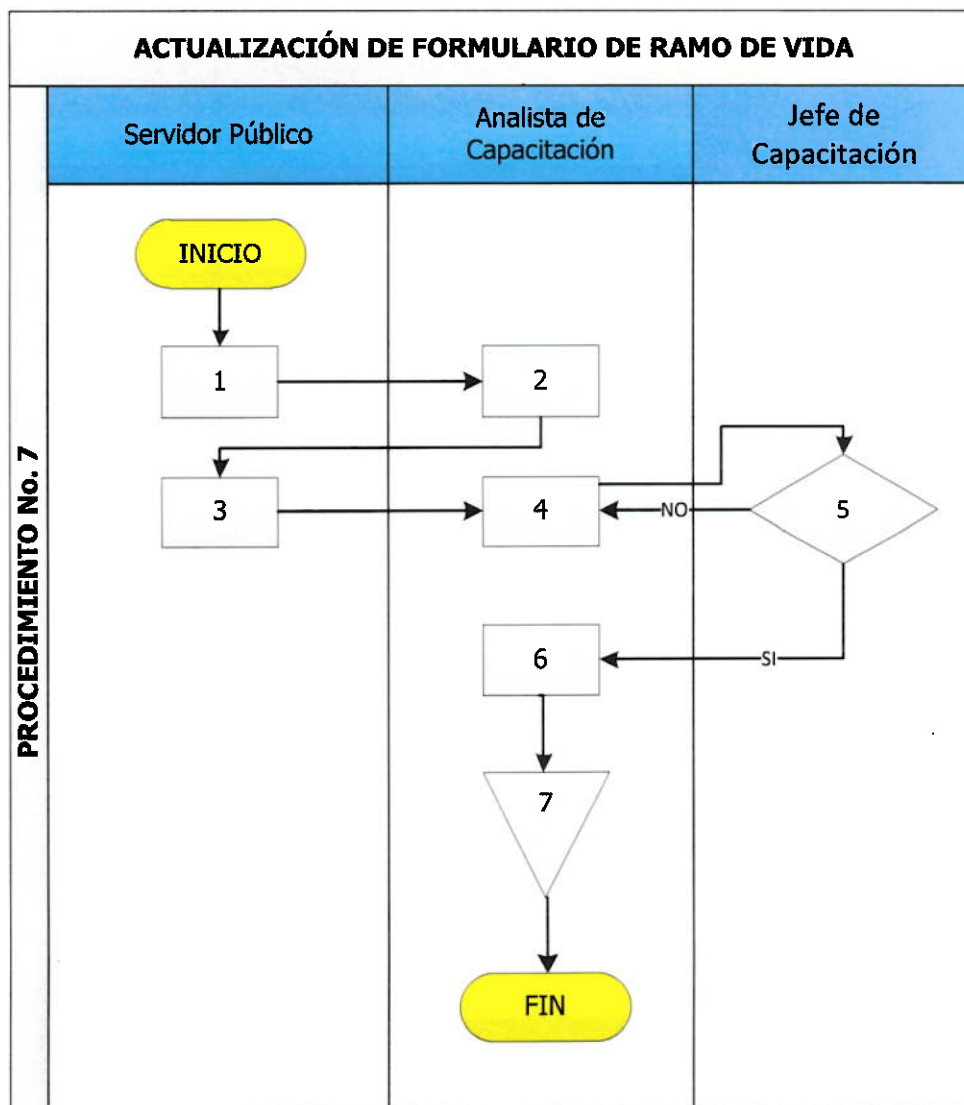 ACTUALIZACIÓN DE FORMULARIO DE RAMO DE VIDA
PROCEDIMIENTO No. 7
Servidor Público
Analista de
Capacitación
Jefe de
Capacitación
INICIO
1
2
3
4
NO
5
6
SI
7
FIN